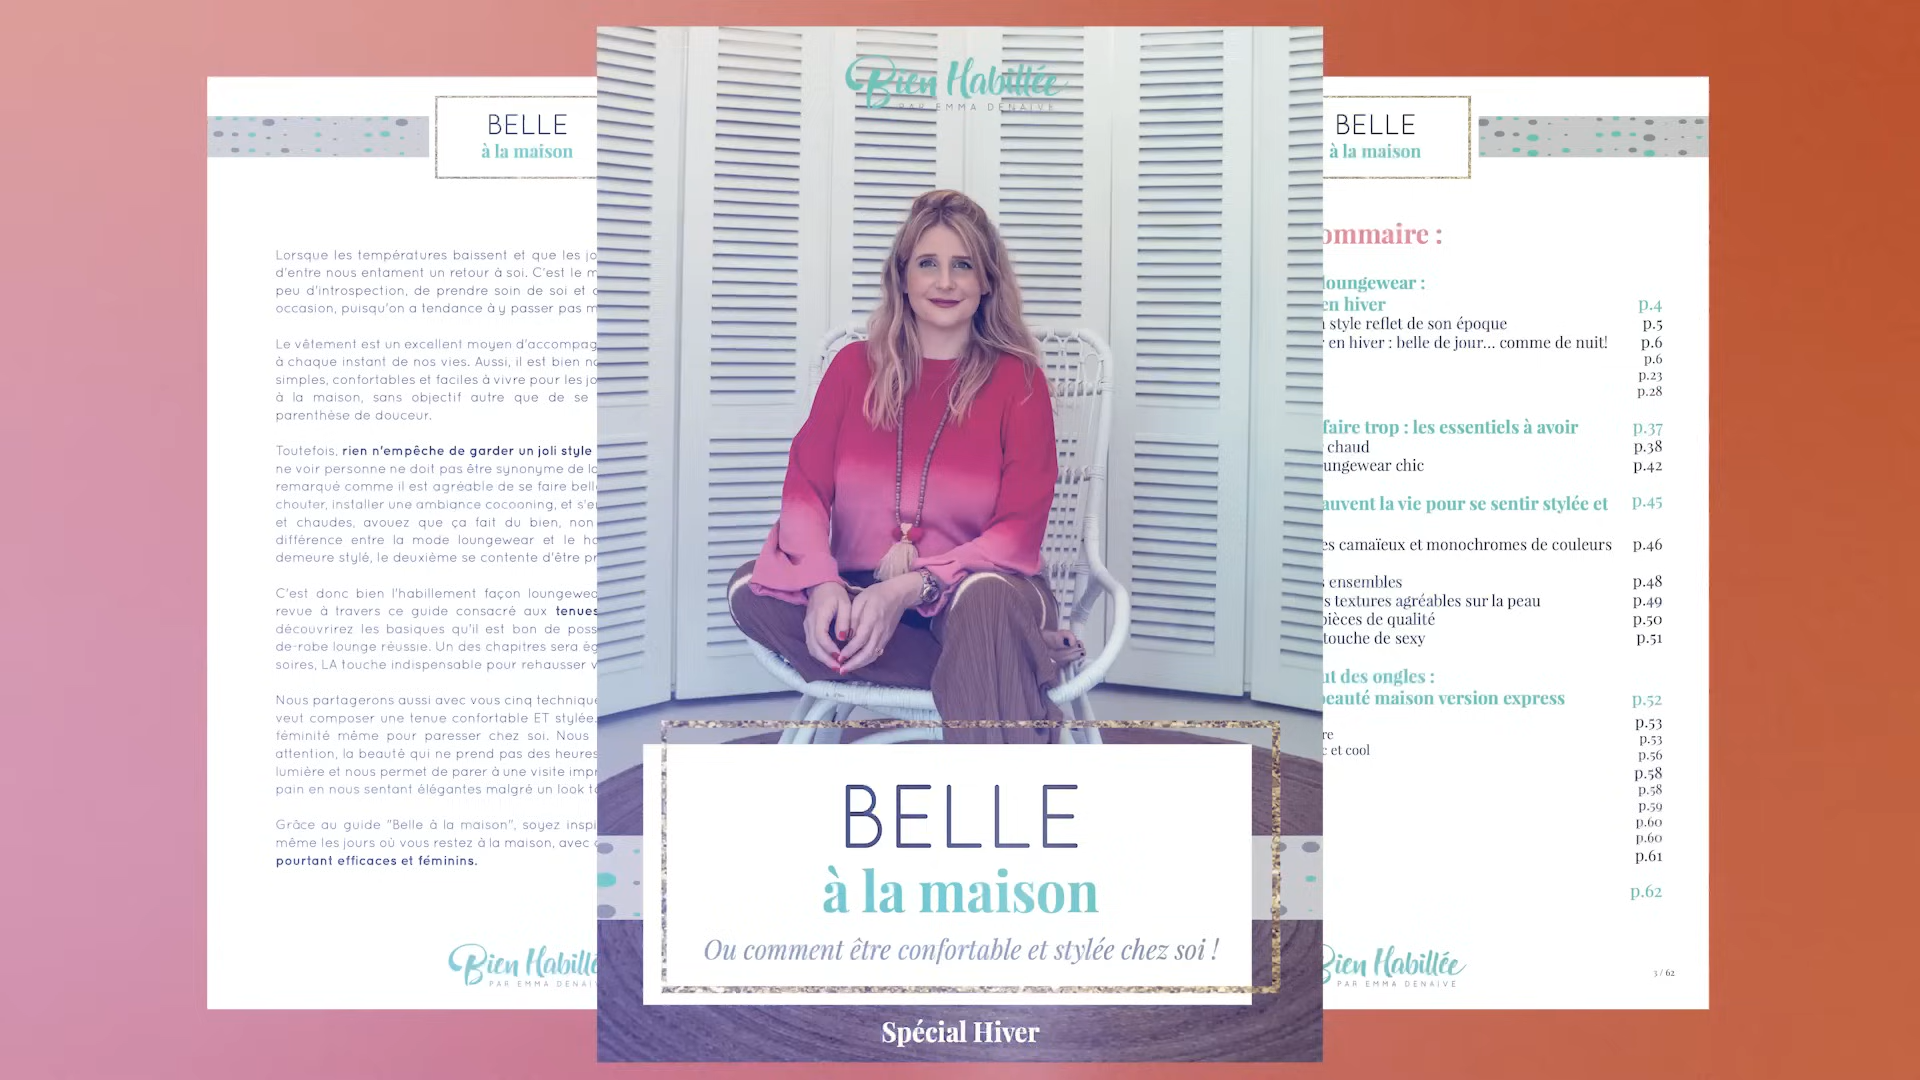 BELLE
à la maison
Lorsque les températures baissent et que les
d'entre nous entament un retour à soi. C'est le
peu d'introspection, de prendre soin de soi et
occasion, puisqu'on a tendance à y passer pas
Le vêtement est un excellent moyen
à chaque instant de nos vies. Aussi, il est bien
simples, confortables et faciles à vivre pour les
à la maison, sans objectif autre que de se
parenthèse de douceur.
Toutefois, rien n'empêche de garder un joli style
ne voir personne ne doit pas être synonyme de
remarqué comme il est agréable de se faire
chouter, installer une ambiance cocooning, et
et chaudes, avouez que ça fait du bien, non
différence entre la mode loungewear et le
demeure stylé, le deuxième se contente d'être
C'est donc bien l'habillement façon
revue à travers ce guide consacré aux tenues
découvrirez les basiques qu'il est bon de
de-robe lounge réussie. Un des chapitres sera
soires, LA touche indispensable pour rehausser
Nous partagerons aussi avec vous cinq
veut composer une tenue confortable ET stylée.
féminité même pour paresser chez soi. Nous
attention, la beauté qui ne prend pas des heures
lumière et nous permet de parer à une visite
pain en nous sentant élégantes malgré un look
Grâce au guide "Belle à la maison", soyez
même les jours où vous restez à la maison, avec
pourtant efficaces et féminins.
Bien
PAR EMMA
Bien Habillée
PAR EMMA DENAIVE
BELLE
à la maison
Ou comment être confortable et stylée chez soi !
Spécial Hiver
BELLE
à la maison
ommaire :
loungewear :
en hiver p.4
style reflet de son époque p.5
en hiver : belle de jour... comme de nuit! p.6
p.6
p.23
p.28
faire trop : les essentiels à avoir p.37
chaud p.38
ungewear chic p.42
auvent la vie pour se sentir stylée et p.45
es camaïeux et monochromes de couleurs p.46
ensembles p.48
s textures agréables sur la peau p.49
pièces de qualité p.50
touche de sexy p.51
ut des ongles :
beauté maison version express p.52
p.53
re p.53
c et cool p.56
p.58
p.58
p.59
p.60
p.60
p.61
p.62
Bien Habillée
PAR EMMA DENAIVE
3 / 62